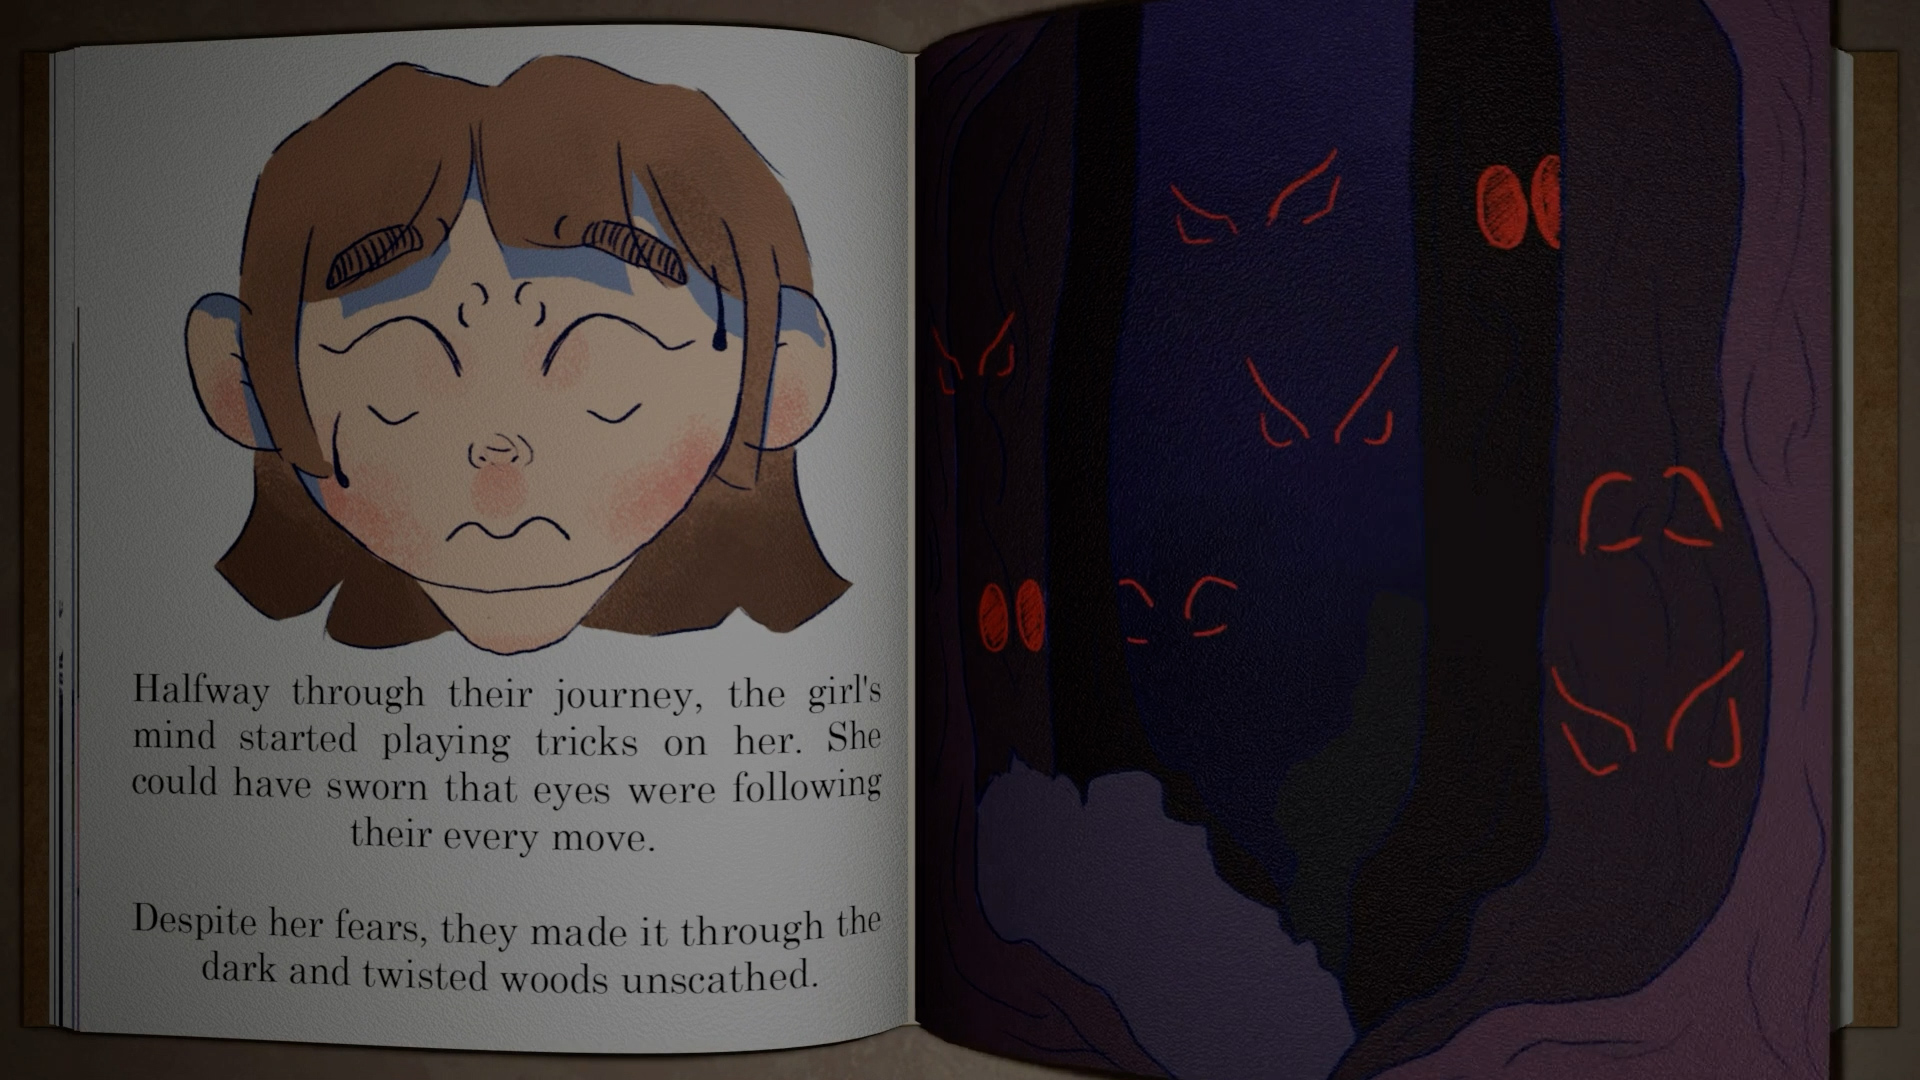 Halfway through their journey, the girl's
mind started playing tricks on her. She
could have sworn that eyes were following
their every move.
Despite her fears, they made it through the
dark and twisted woods unscathed.